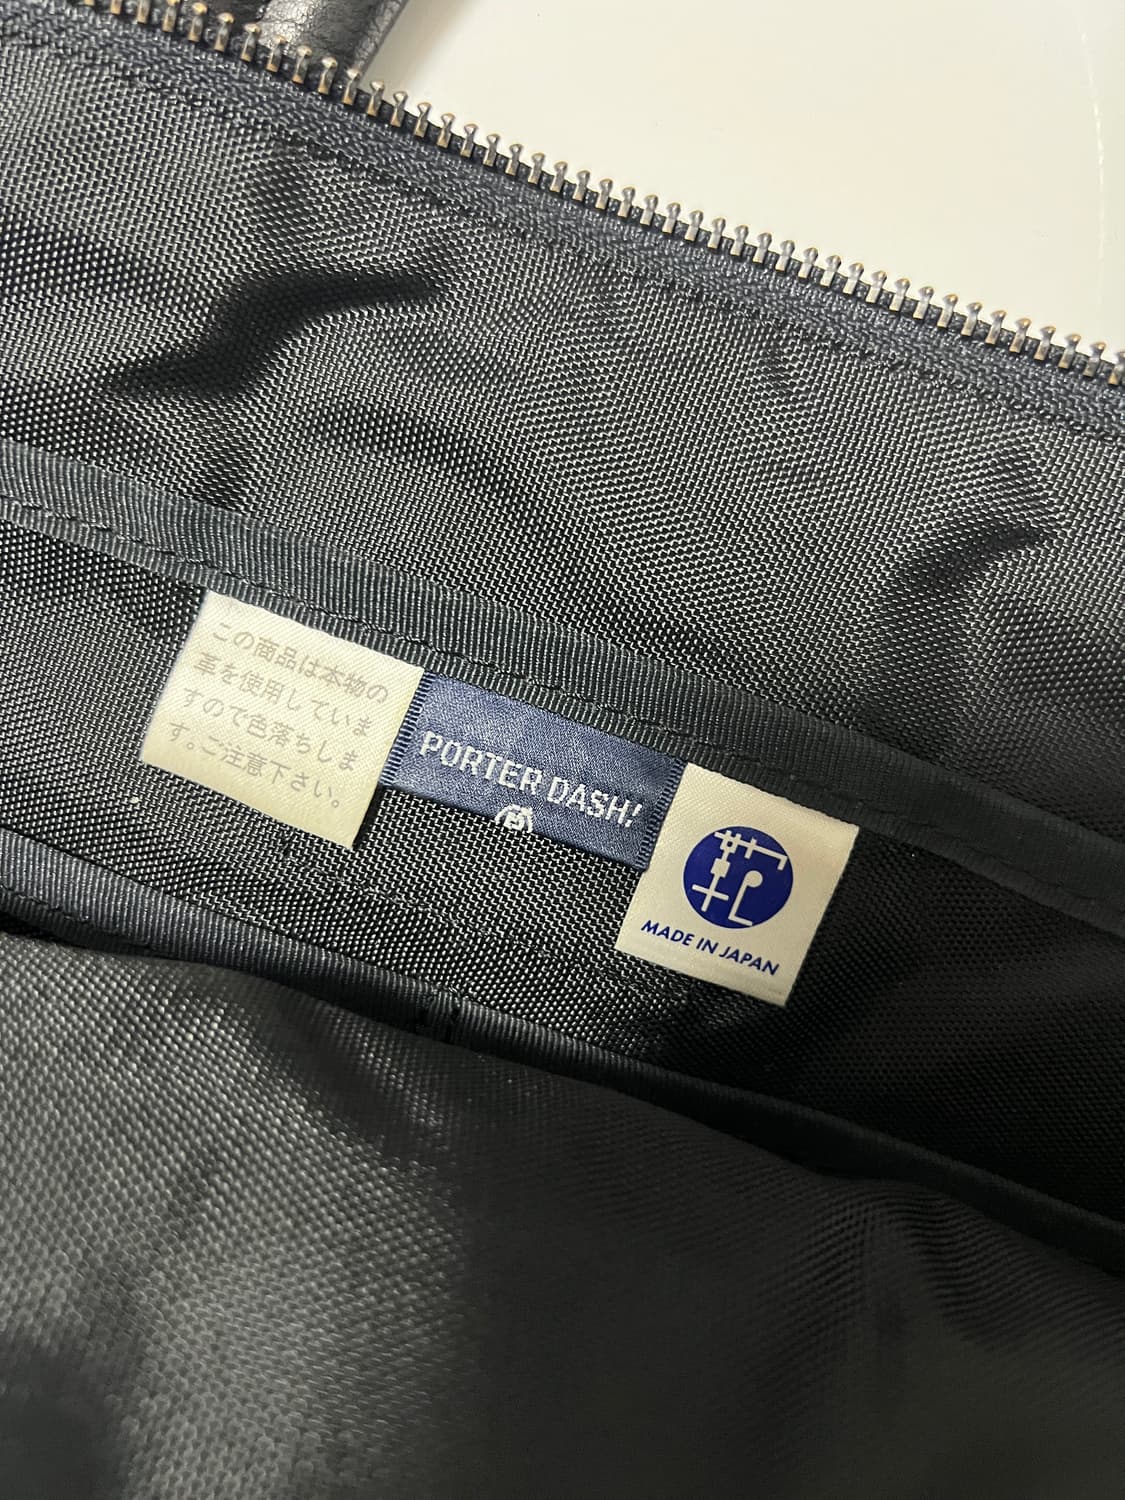 この商品は本物の
革を使用していま
すので色落ちしま
す。ご注意下さい。
PORTER DASH!
MADE IN JAPAN